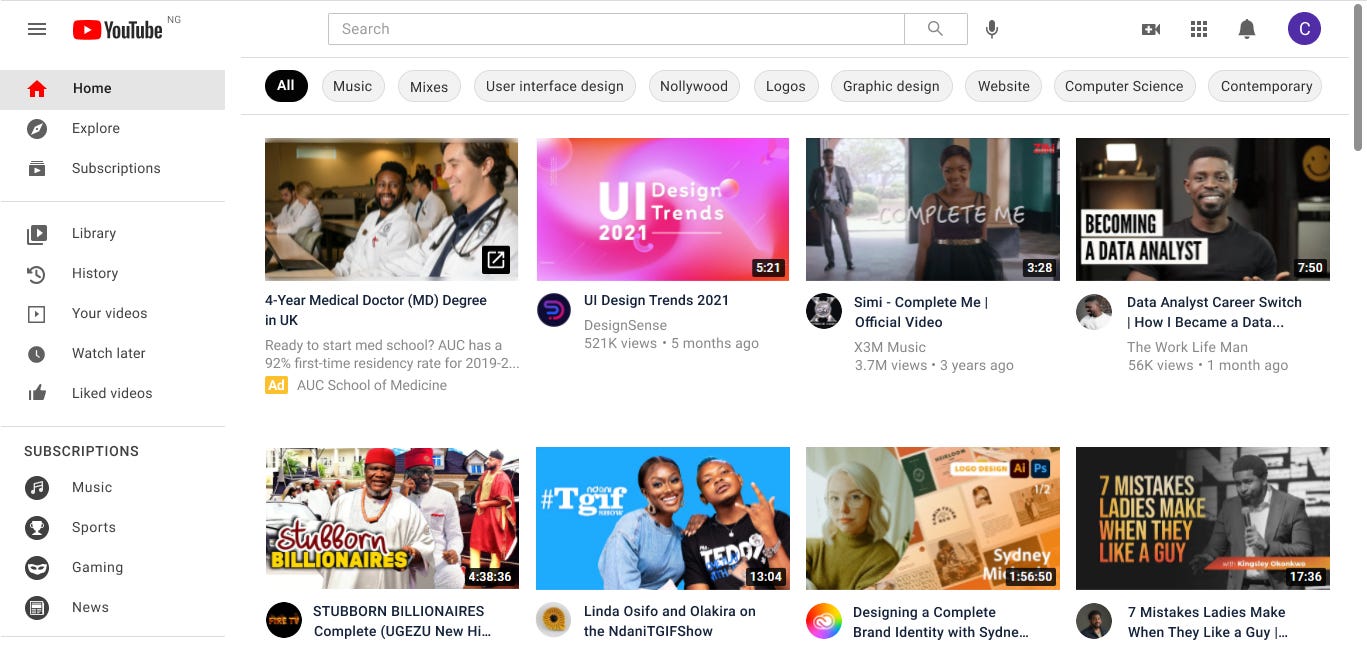 YouTube NG
Search
C
Home
Explore
Subscriptions
Library
History
Your videos
Watch later
Liked videos
SUBSCRIPTIONS
Music
Sports
Gaming
News
All Music Mixes User interface design Nollywood Logos Graphic design Website Computer Science Contemporary
4-Year Medical Doctor (MD) Degree
in UK
Ready to start med school? AUC has a
92% first-time residency rate for 2019-2...
Ad AUC School of Medicine
UI Design
Trends
2021
5:21
UI Design Trends 2021
DesignSense
521K views • 5 months ago
COMPLETE ME
3:28
Simi - Complete Me |
Official Video
X3M Music
3.7M views • 3 years ago
BECOMING
A DATA ANALYST
7:50
Data Analyst Career Switch
| How I Became a Data...
The Work Life Man
56K views • 1 month ago
Stubborn
BILLIONAIRES
4:38:36
FIRE TV
STUBBORN BILLIONAIRES
Complete (UGEZU New Hi...
ndani
#Tgif
SHOW
TEDDY
13:04
Linda Osifo and Olakira on
the NdaniTGIFShow
HEIRLOOM
LOGO DESIGN Ai Ps
1/2
Sydney
1:56:50
Designing a Complete
Brand Identity with Sydne...
7 MISTAKES
LADIES MAKE
WHEN THEY
LIKE A GUY
with Kingsley Okonkwo
17:36
7 Mistakes Ladies Make
When They Like a Guy |...